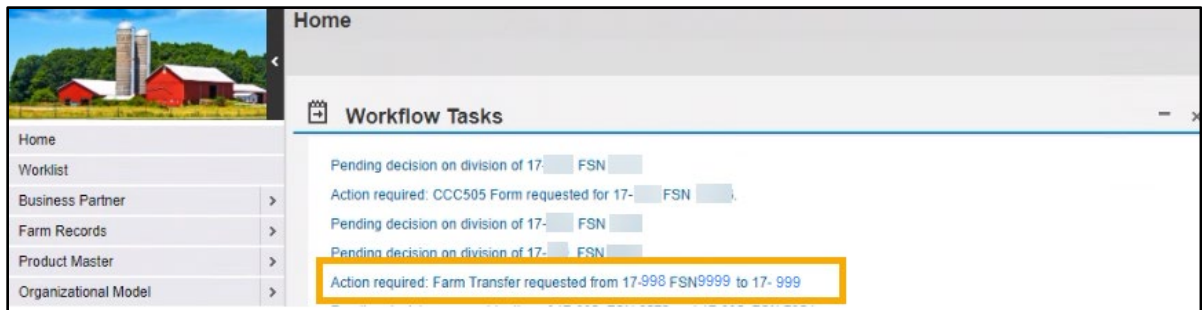 Home
Workflow Tasks
Home
Worklist
Business Partner
Farm Records
Product Master
Organizational Model
Pending decision on division of 17- FSN
Action required: CCC505 Form requested for 17- FSN .
Pending decision on division of 17- FSN
Pending decision on division of 17- FSN
Action required: Farm Transfer requested from 17-998 FSN9999 to 17- 999